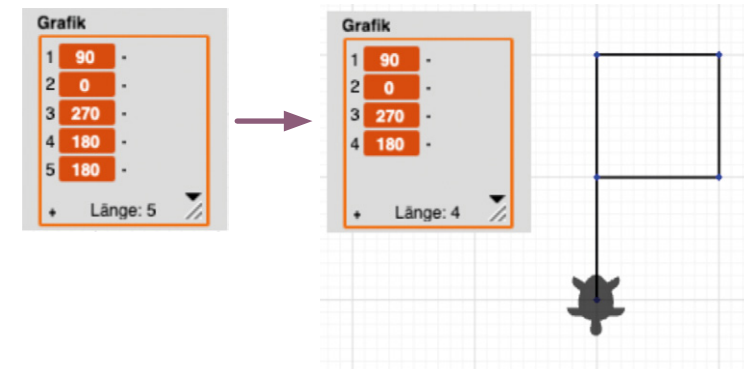 Grafik
1 90 -
2 0 -
3 270 -
4 180 -
5 180 -
+ Länge: 5
Grafik
1 90 -
2 0 -
3 270 -
4 180 -
+ Länge: 4